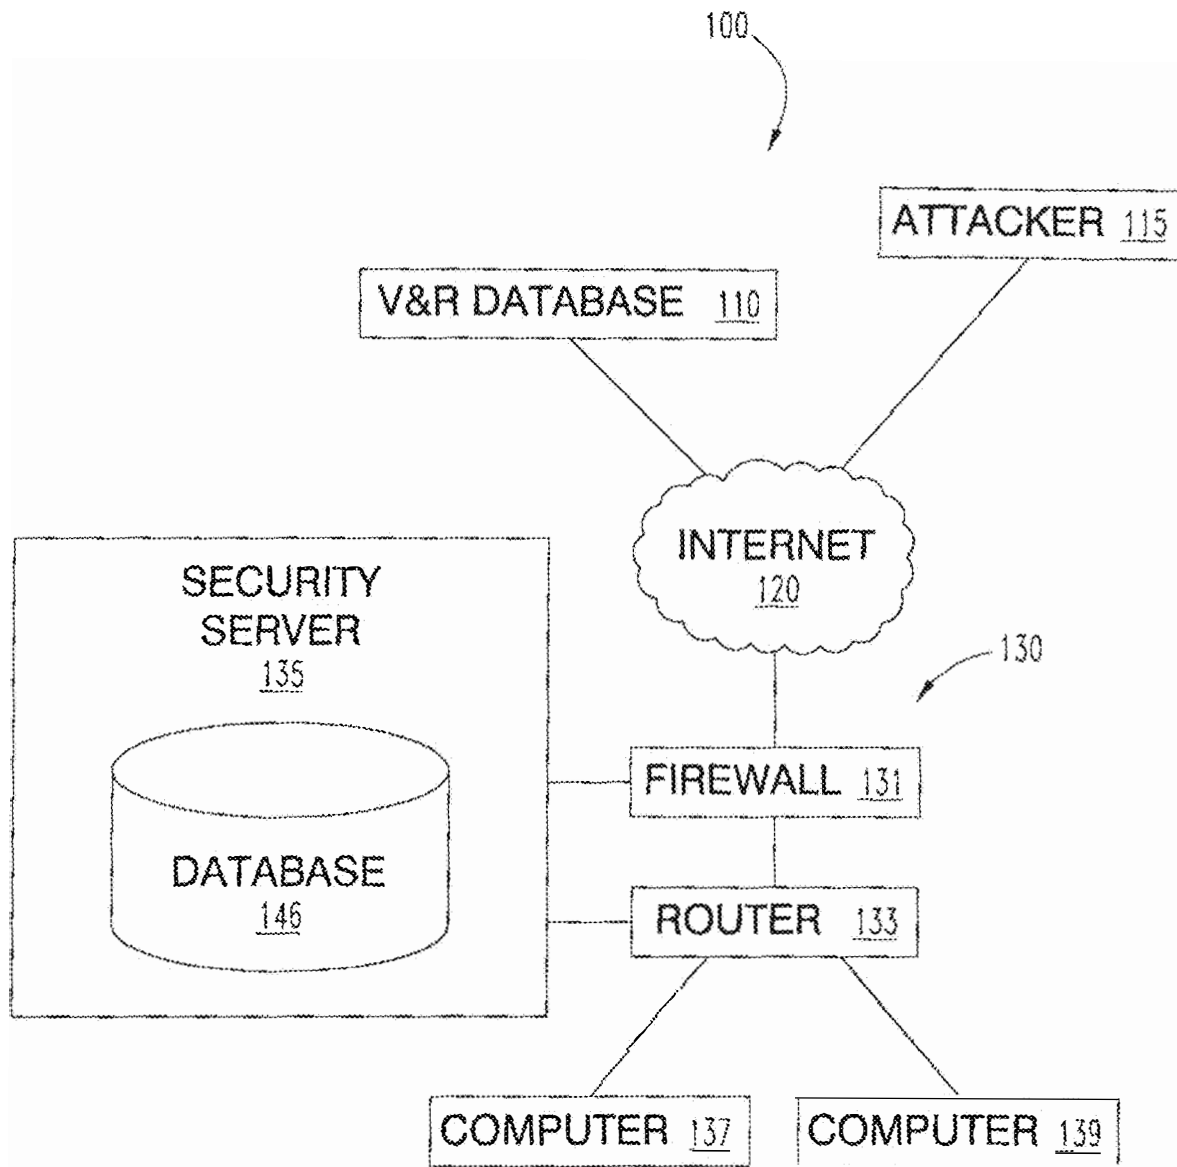 100
ATTACKER 115
V&R DATABASE 110
INTERNET
120
SECURITY
SERVER
135
130
FIREWALL 131
DATABASE
146
ROUTER 133
COMPUTER 137
COMPUTER 139